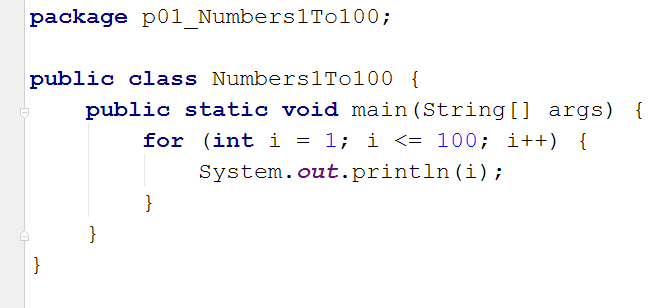 package p01_Numbers1To100;
public class Numbers1To100 {
public static void main(String[] args) {
for (int i = 1; i <= 100; i++) {
System.out.println(i);
}
}
}